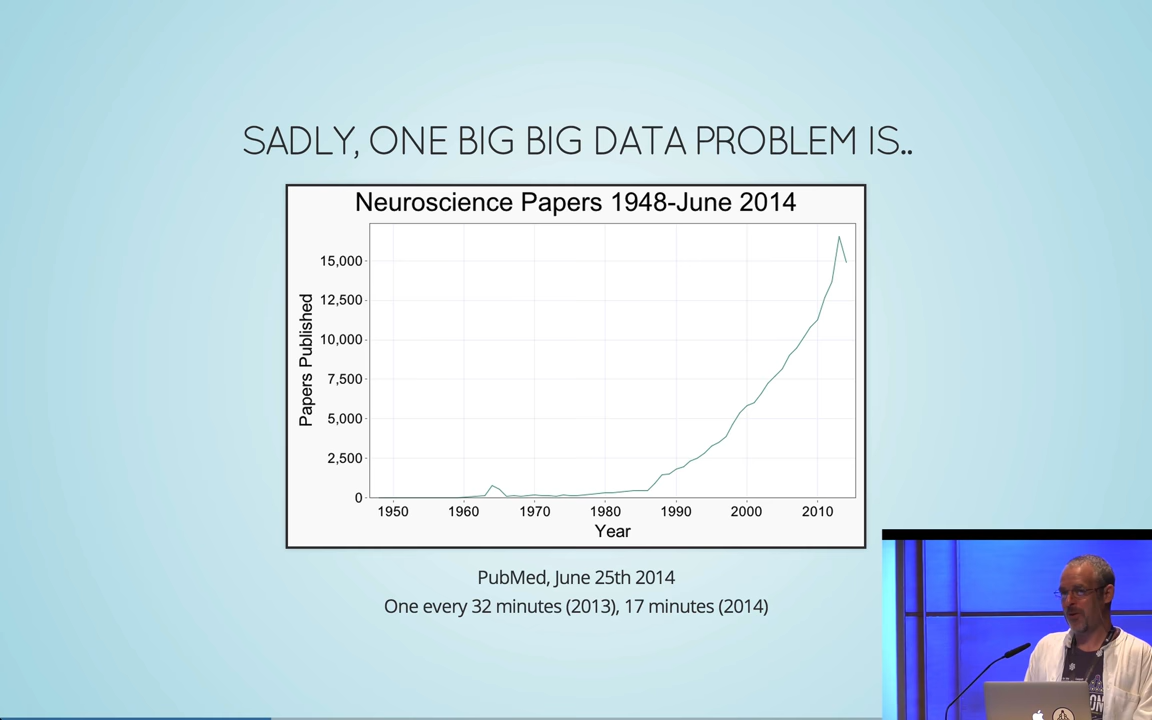 SADLY, ONE BIG BIG DATA PROBLEM IS..
Neuroscience Papers 1948-June 2014
Papers Published
15,000
12,500
10,000
7,500
5,000
2,500
0
1950 1960 1970 1980 1990 2000 2010
Year
PubMed, June 25th 2014
One every 32 minutes (2013), 17 minutes (2014)